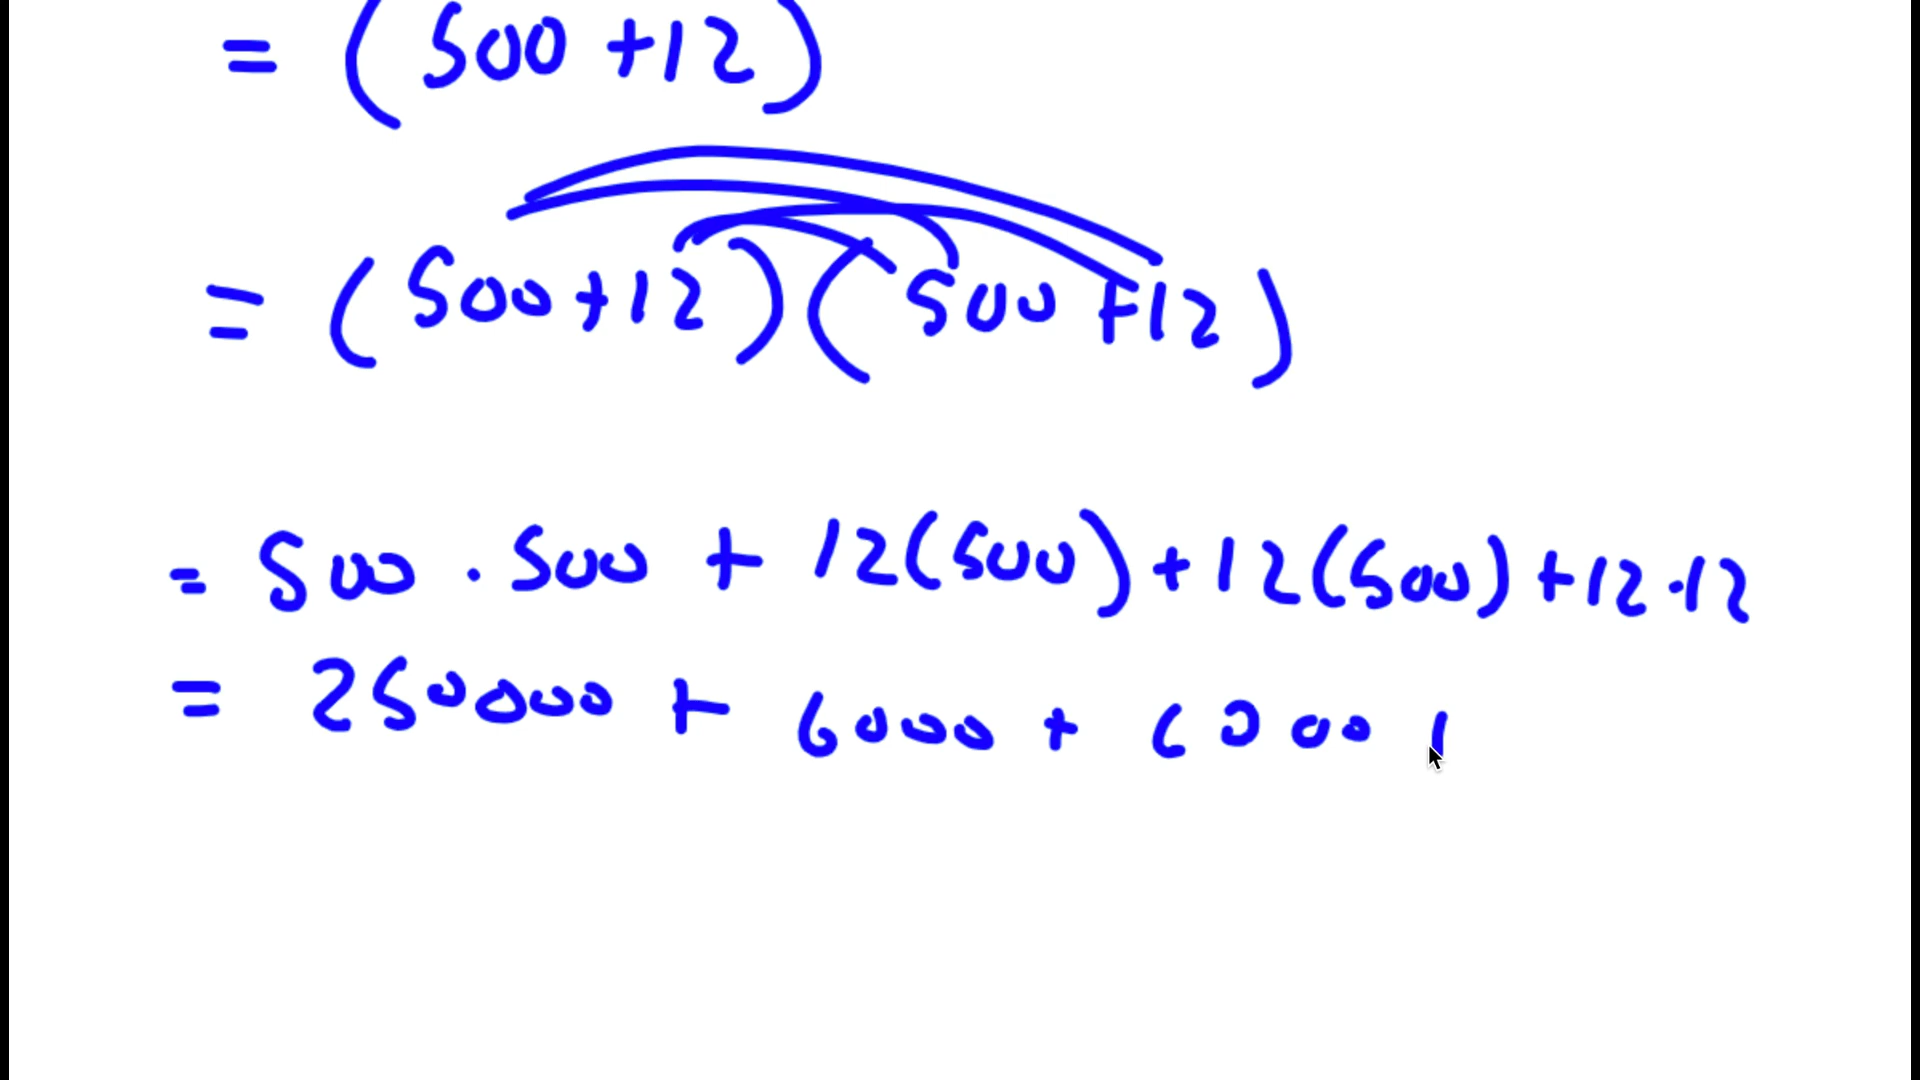 = (500 + 12)
= (500 + 12)(500 + 12)
= 500 · 500 + 12(500) + 12(500) + 12 · 12
= 250000 + 6000 + 6000